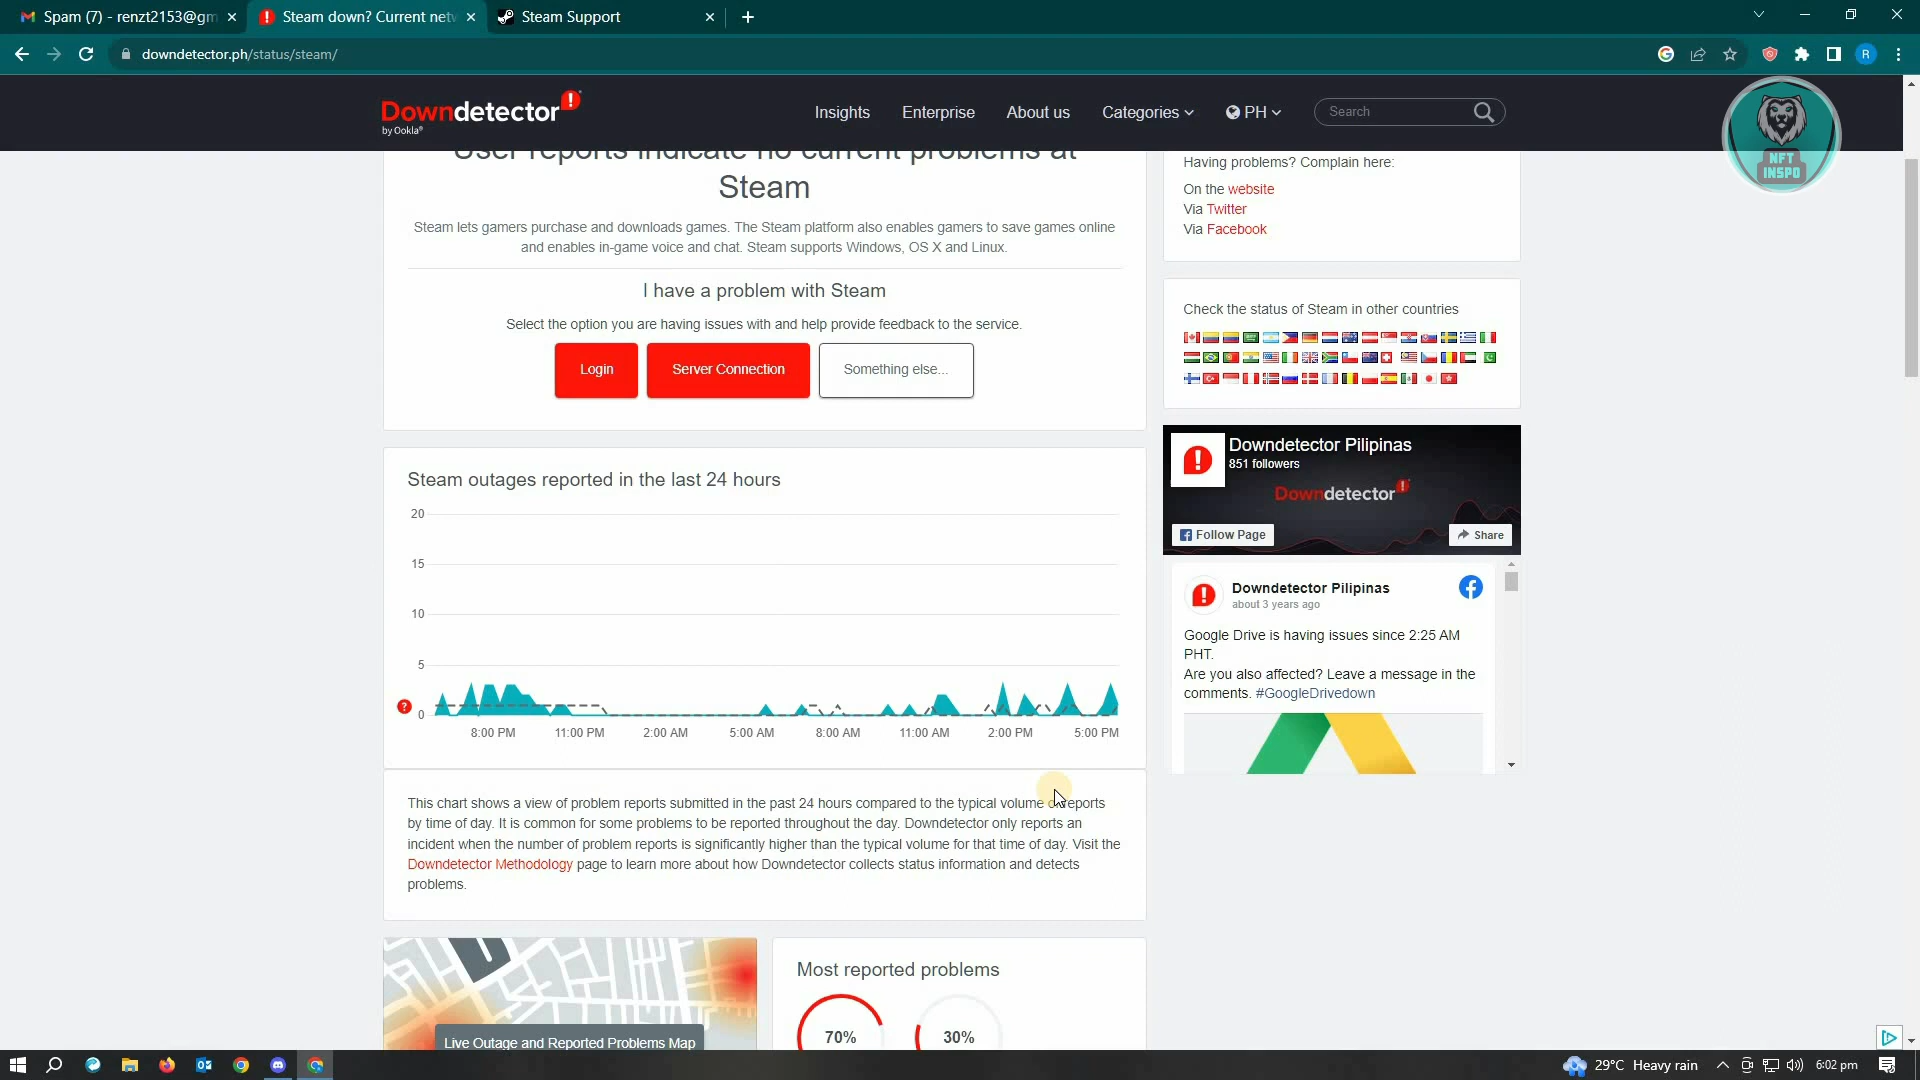 Spam (7) - renzt2153@gm
Steam down? Current netv
Steam Support
downdetector.ph/status/steam/
R
Downdetector
by Ookla®
Insights
Enterprise
About us
Categories
PH
Search
NFT
INSPO
User reports indicate no current problems at
Steam
Steam lets gamers purchase and downloads games. The Steam platform also enables gamers to save games online
and enables in-game voice and chat. Steam supports Windows, OS X and Linux.
I have a problem with Steam
Select the option you are having issues with and help provide feedback to the service.
Login
Server Connection
Something else...
Having problems? Complain here:
On the website
Via Twitter
Via Facebook
Check the status of Steam in other countries
Steam outages reported in the last 24 hours
20
15
10
5
0
8:00 PM
11:00 PM
2:00 AM
5:00 AM
8:00 AM
11:00 AM
2:00 PM
5:00 PM
Downdetector Pilipinas
851 followers
Downdetector
Follow Page
Share
Downdetector Pilipinas
about 3 years ago
Google Drive is having issues since 2:25 AM
PHT.
Are you also affected? Leave a message in the
comments. #GoogleDrivedown
This chart shows a view of problem reports submitted in the past 24 hours compared to the typical volume of reports
by time of day. It is common for some problems to be reported throughout the day. Downdetector only reports an
incident when the number of problem reports is significantly higher than the typical volume for that time of day. Visit the
Downdetector Methodology page to learn more about how Downdetector collects status information and detects
problems.
Live Outage and Reported Problems Map
Most reported problems
70%
30%
29°C Heavy rain
6:02 pm